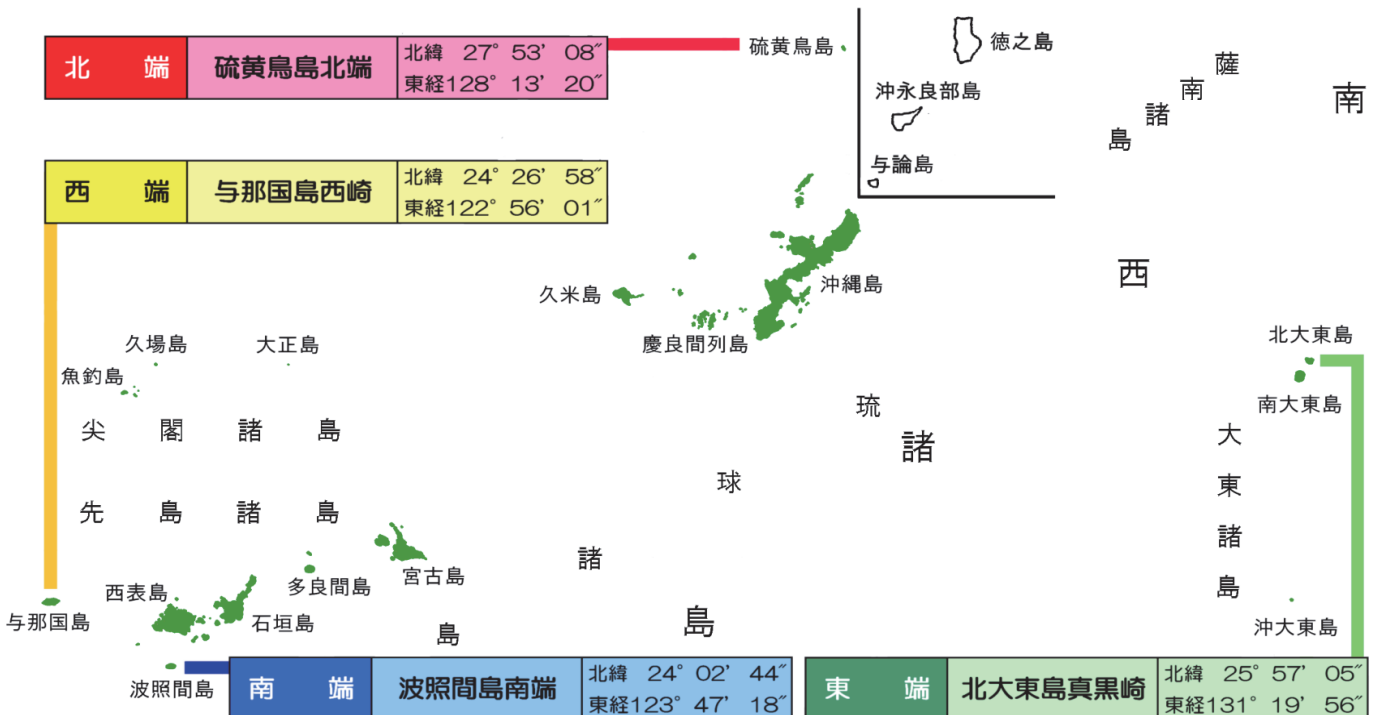 北端 硫黄鳥島北端 北緯 27° 53′ 08″
東経128° 13′ 20″
硫黄鳥島
徳之島
沖永良部島
与論島
薩南諸島
西端 与那国島西崎 北緯 24° 26′ 58″
東経122° 56′ 01″
南西諸島
沖縄島
久米島
慶良間列島
久場島
大正島
魚釣島
尖閣諸島
先島諸島
琉球諸島
北大東島
南大東島
大東諸島
沖大東島
宮古島
多良間島
石垣島
西表島
与那国島
波照間島
南端 波照間島南端 北緯 24° 02′ 44″
東経123° 47′ 18″
東端 北大東島真黒崎 北緯 25° 57′ 05″
東経131° 19′ 56″